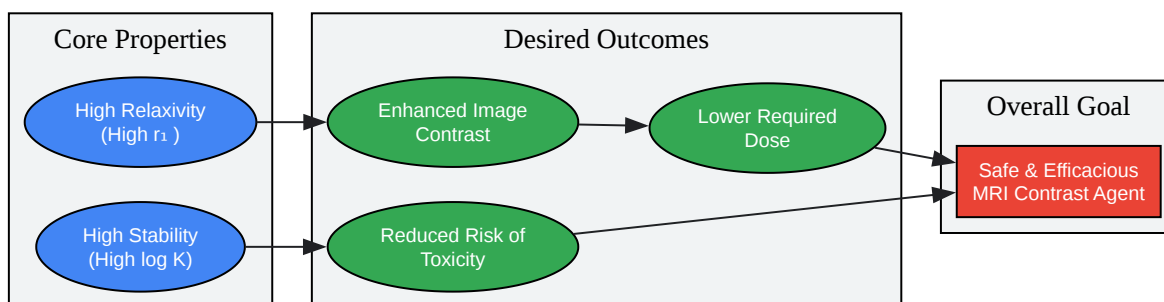 Core Properties
High Relaxivity
(High r₁ )
High Stability
(High log K)
Desired Outcomes
Enhanced Image
Contrast
Lower Required
Dose
Reduced Risk of
Toxicity
Overall Goal
Safe & Efficacious
MRI Contrast Agent